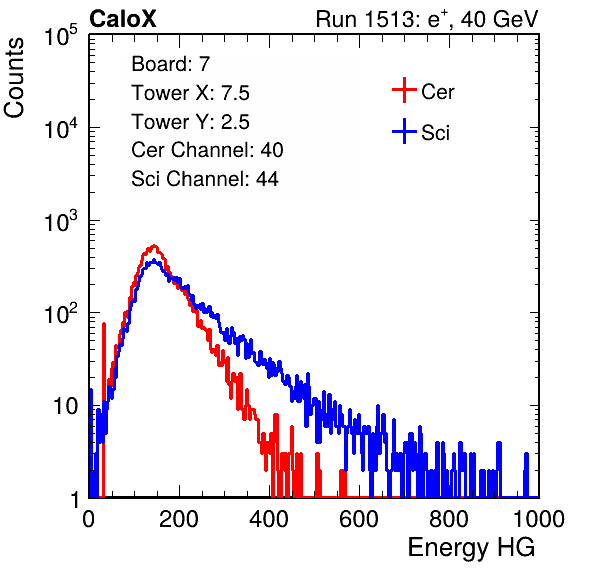 CaloX Run 1513: e⁺, 40 GeV
Counts
10⁵
10⁴
10³
10²
10
1
Board: 7
Tower X: 7.5
Tower Y: 2.5
Cer Channel: 40
Sci Channel: 44
Cer
Sci
0 200 400 600 800 1000
Energy HG